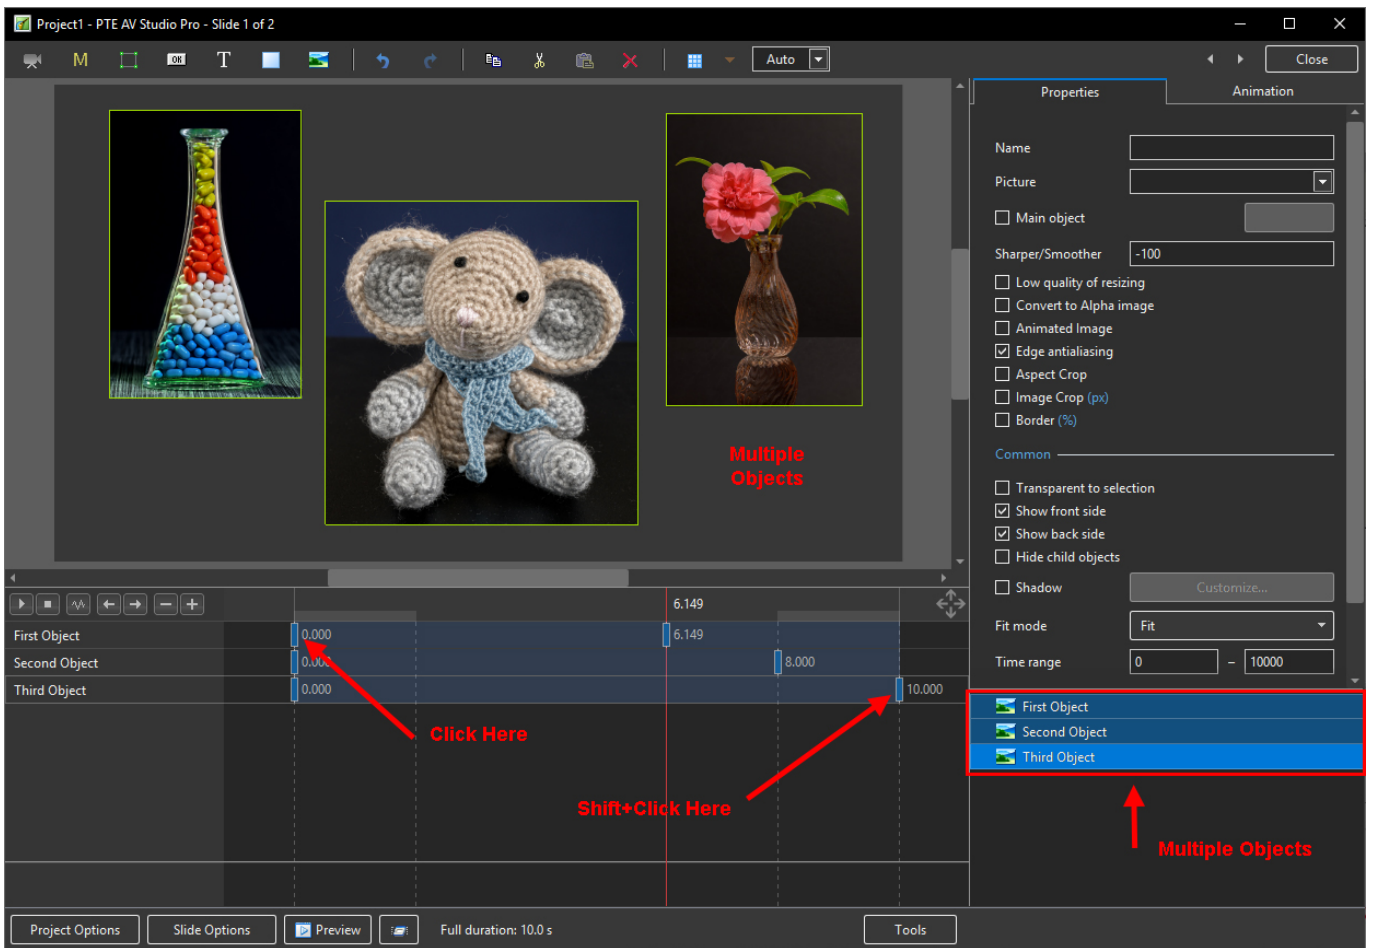 Project1 - PTE AV Studio Pro - Slide 1 of 2
M
OK
T
Auto
Close
Properties
Animation
Name
Picture
Main object
Sharper/Smoother
-100
Low quality of resizing
Convert to Alpha image
Animated Image
Edge antialiasing
Aspect Crop
Image Crop (px)
Border (%)
Common
Transparent to selection
Show front side
Show back side
Hide child objects
Shadow
Customize...
Fit mode
Fit
Time range
0
–
10000
Multiple
Objects
6.149
First Object
0.000
6.149
Second Object
0.000
8.000
Third Object
0.000
10.000
Click Here
Shift+Click Here
First Object
Second Object
Third Object
Multiple Objects
Project Options
Slide Options
Preview
Full duration: 10.0 s
Tools